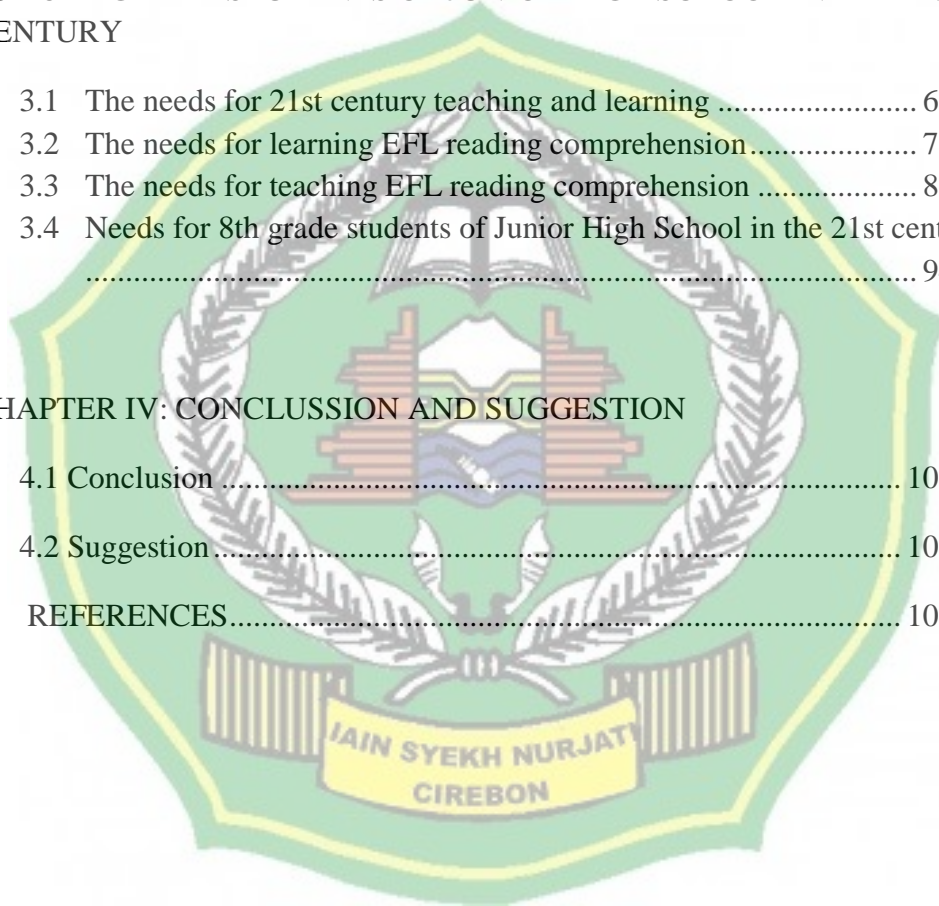 ENTURY
3.1 The needs for 21st century teaching and learning ........................ 6
3.2 The needs for learning EFL reading comprehension .................. 7
3.3 The needs for teaching EFL reading comprehension ................. 8
3.4 Needs for 8th grade students of Junior High School in the 21st cent
.................................................................................... 9
HAPTER IV: CONCLUSSION AND SUGGESTION
4.1 Conclusion ..................................................................... 10
4.2 Suggestion ..................................................................... 10
REFERENCES .................................................................... 10
IAIN SYEKH NURJATI
CIREBON